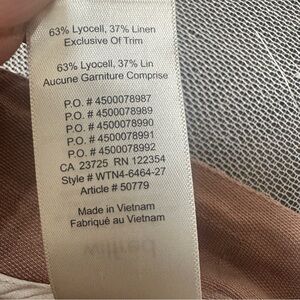 63% Lyocell, 37% Linen
Exclusive Of Trim
63% Lyocell, 37% Lin
Aucune Garniture Comprise
P.O. # 4500078987
P.O. # 4500078989
P.O. # 4500078990
P.O. # 4500078991
P.O. # 4500078992
CA 23725 RN 122354
Style # WTN4-6464-27
Article # 50779
Made in Vietnam
Fabriqué au Vietnam